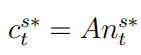 $c_t^{s*} = An_t^{s*}$